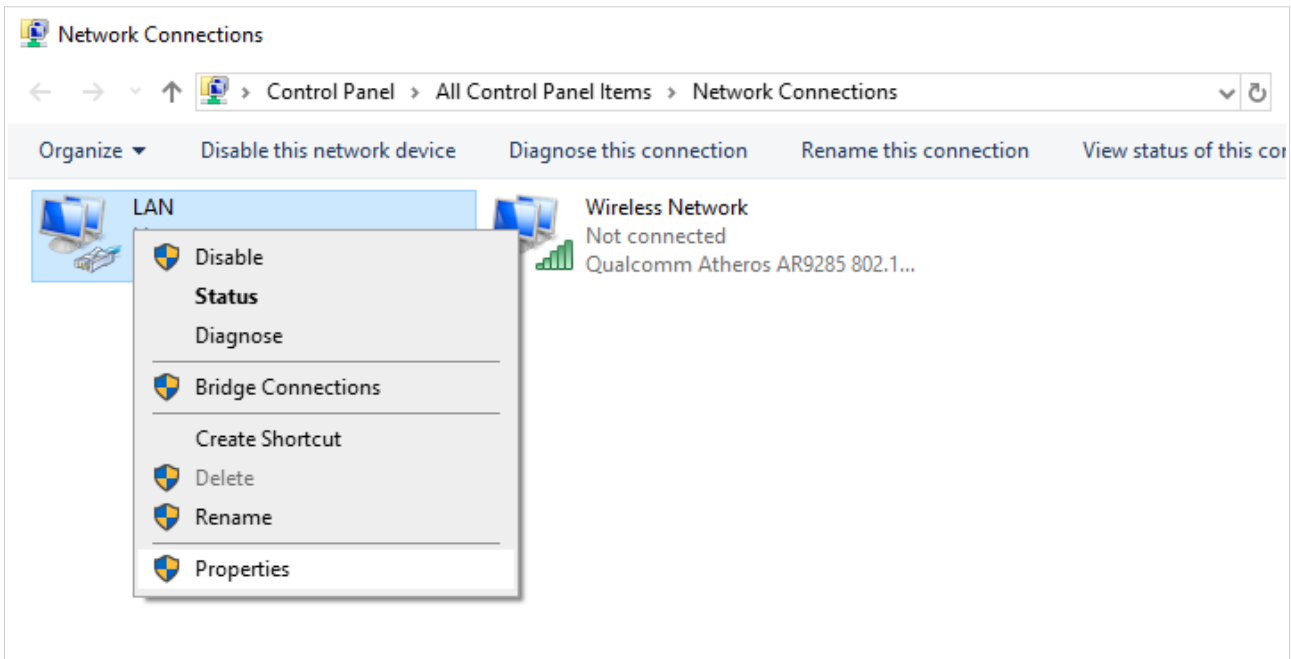 Network Connections
Control Panel > All Control Panel Items > Network Connections
Organize Disable this network device Diagnose this connection Rename this connection View status of this
LAN
Wireless Network
Not connected
Qualcomm Atheros AR9285 802.1...
Disable
Status
Diagnose
Bridge Connections
Create Shortcut
Delete
Rename
Properties